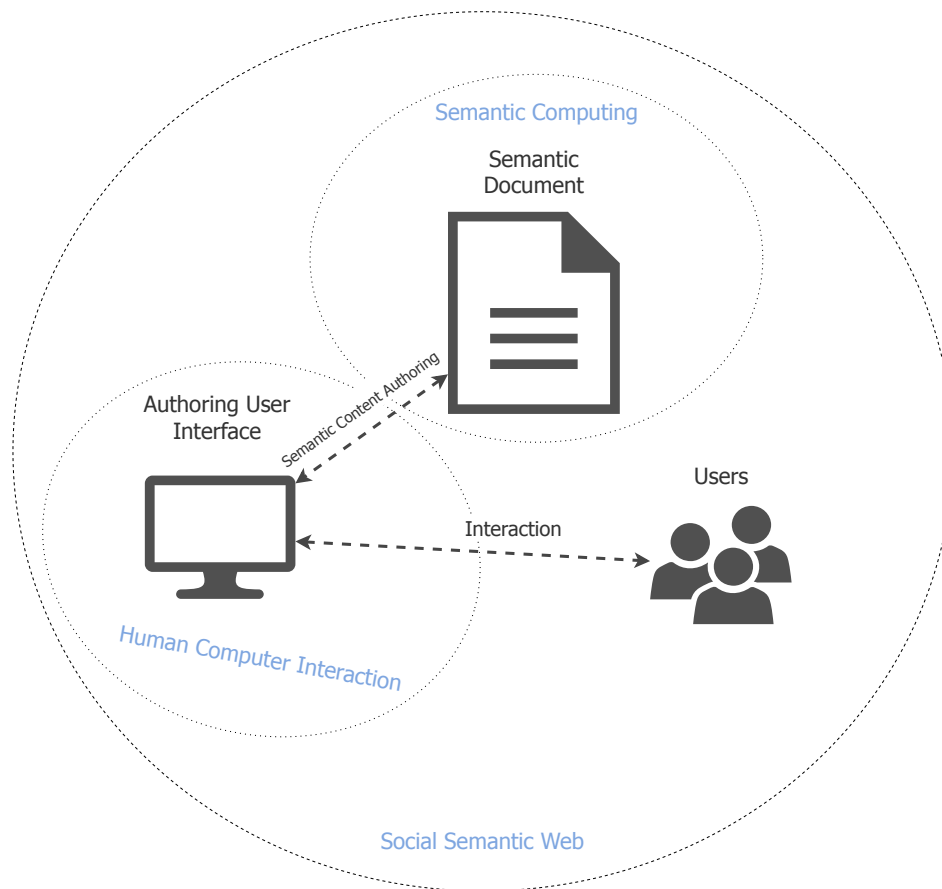 Semantic Computing
Semantic
Document
Semantic Content Authoring
Authoring User
Interface
Users
Interaction
Human Computer Interaction
Social Semantic Web